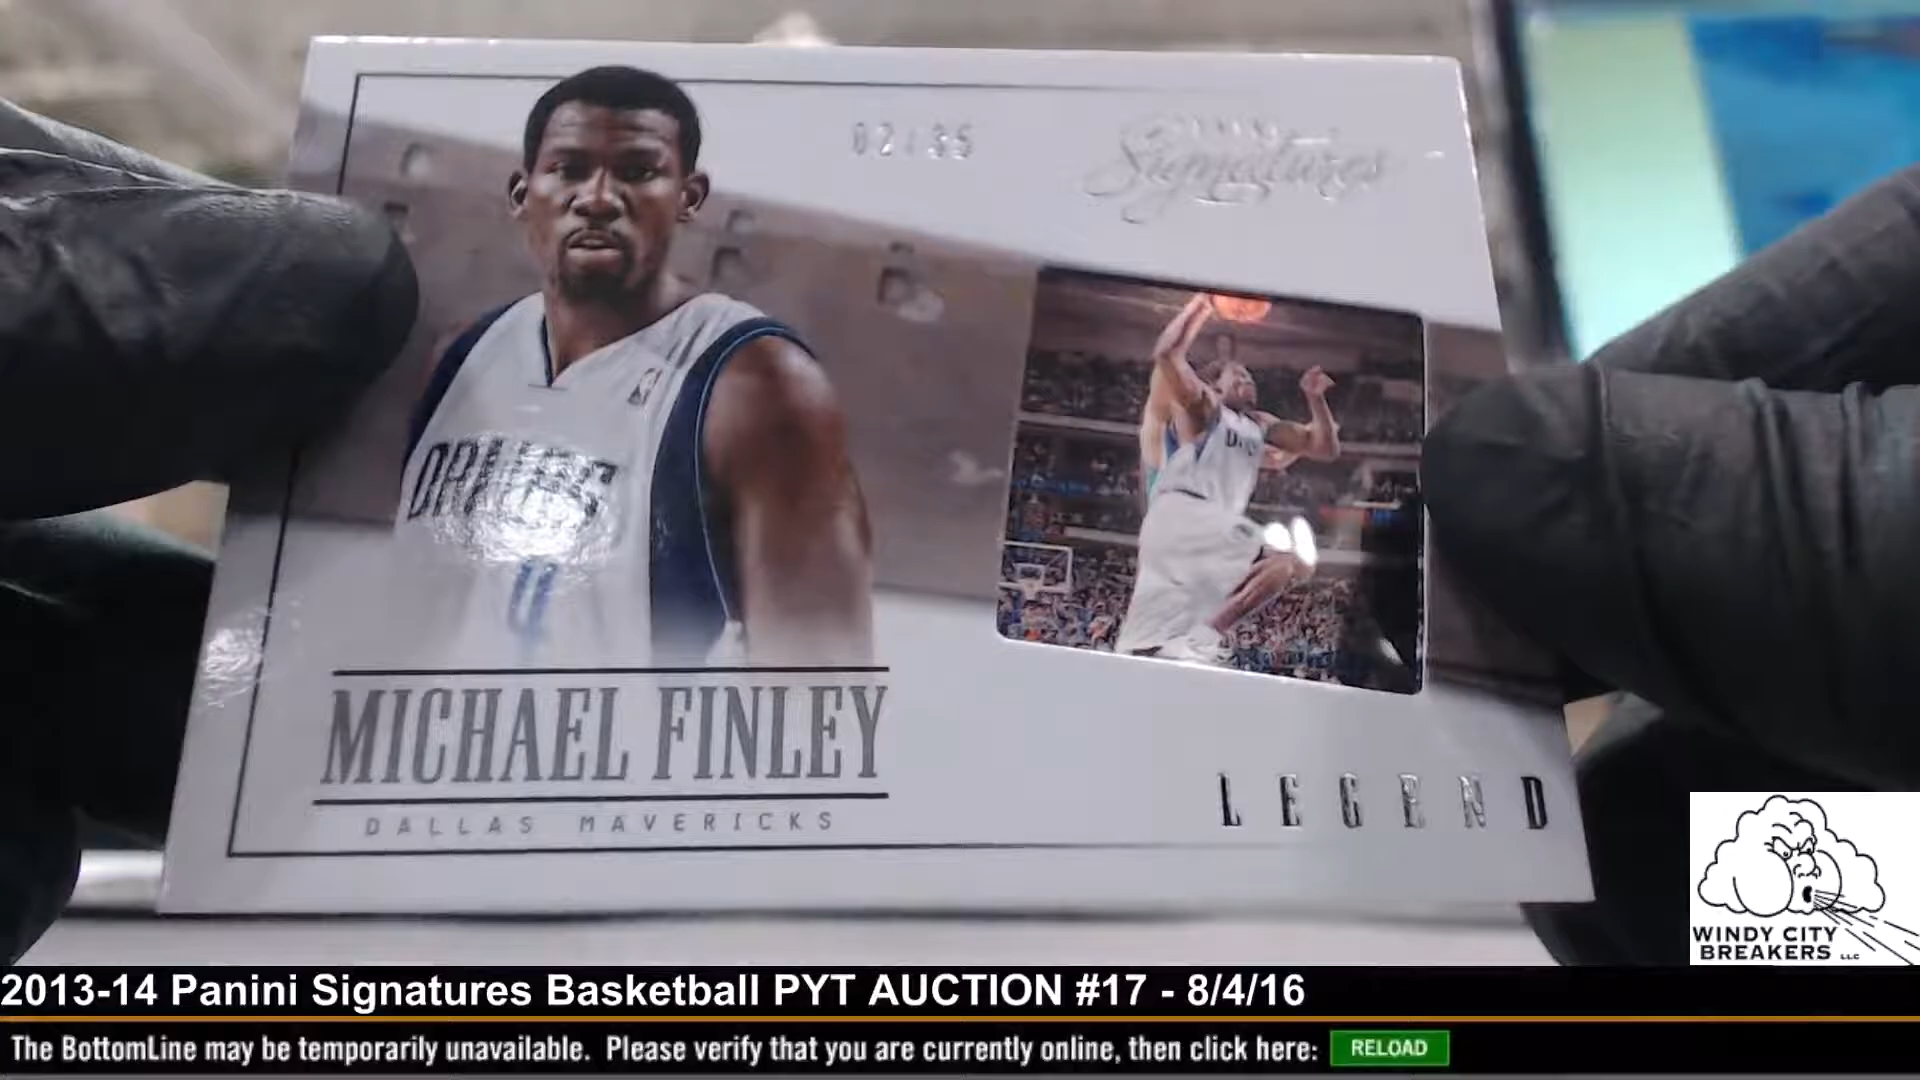 02/35
Signatures
DALLAS
MICHAEL FINLEY
DALLAS MAVERICKS
LEGEND
WINDY CITY
BREAKERS LLC
2013-14 Panini Signatures Basketball PYT AUCTION #17 - 8/4/16
The BottomLine may be temporarily unavailable. Please verify that you are currently online, then click here: RELOAD